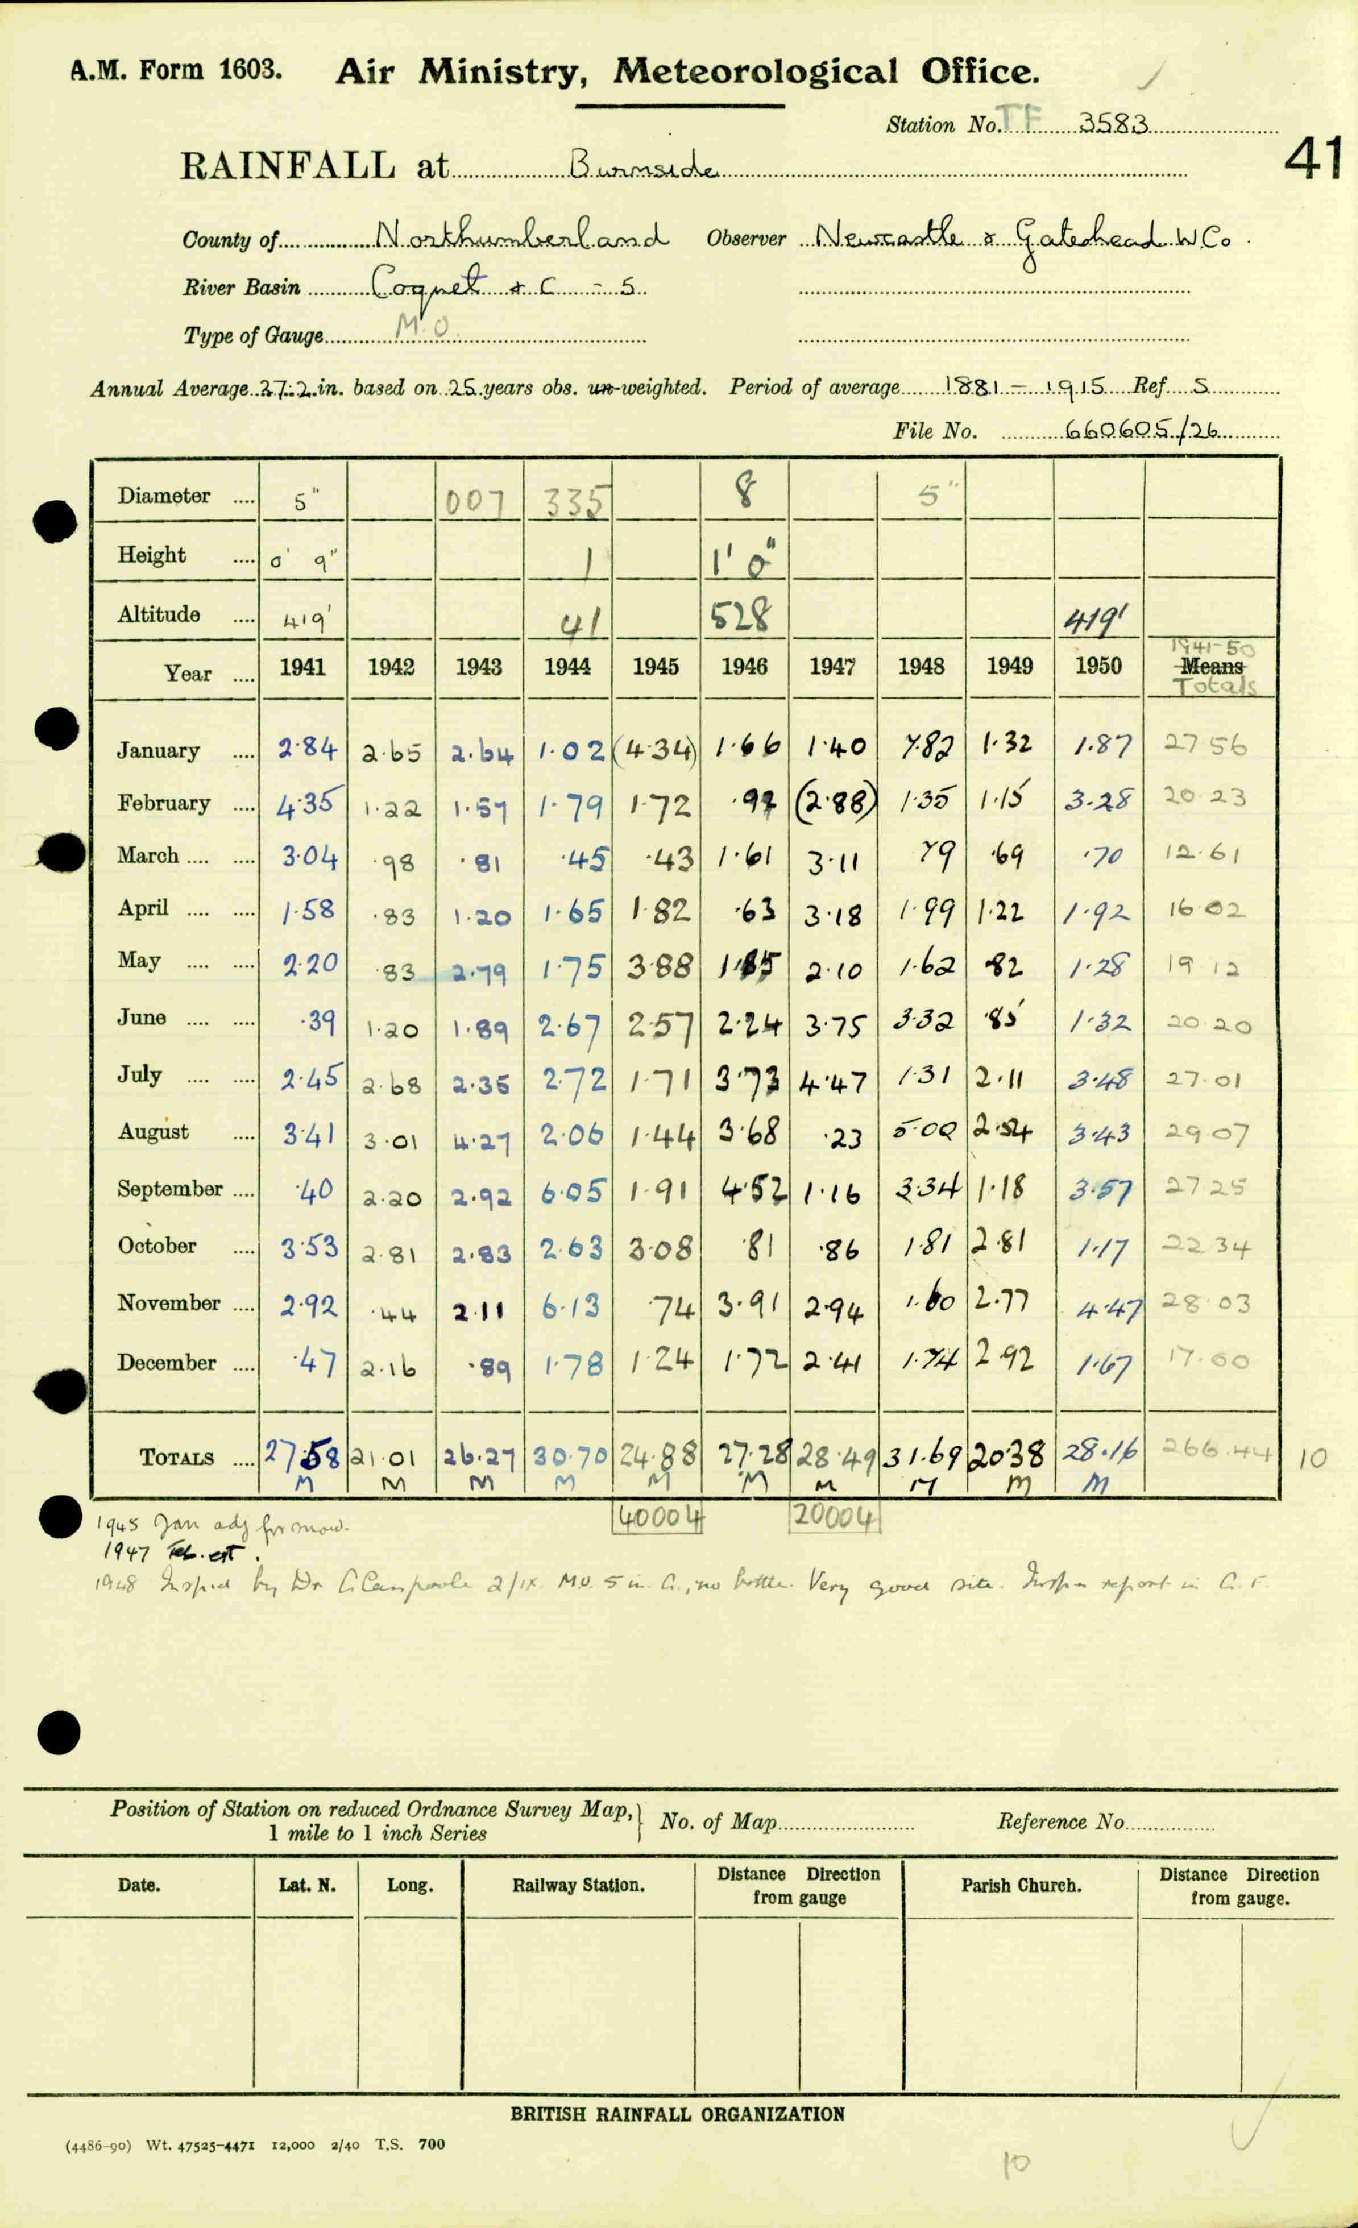 A.M. Form 1603. Air Ministry, Meteorological Office.
Station No. TF 3583
41
RAINFALL at Burnside
County of Northumberland Observer Newcastle & Gateshead W.Co.
River Basin Coquet & C - 5
Type of Gauge M.O.
Annual Average 27.2 in. based on 25 years obs. un-weighted. Period of average 1881 - 1915 Ref. S
File No. 660605/26
Diameter .... 5" 007 335 8 5"
Height .... 0' 9" 1 1' 0"
Altitude .... 419' 41 528 419'
Year .... 1941 1942 1943 1944 1945 1946 1947 1948 1949 1950 1941-50 Means Totals
January .... 2.84 2.65 2.64 1.02 (4.34) 1.66 1.40 7.82 1.32 1.87 27 56
February .... 4.35 1.22 1.57 1.79 1.72 .92 (2.88) 1.35 1.15 3.28 20 23
March .... .... 3.04 .98 .81 .45 .43 1.61 3.11 79 .69 .70 12.61
April .... .... 1.58 .83 1.20 1.65 1.82 .63 3.18 1.99 1.22 1.92 16 02
May .... .... 2.20 .83 2.79 1.75 3.88 1.85 2.10 1.62 .82 1.28 19 12
June .... .... .39 1.20 1.89 2.67 2.57 2.24 3.75 3.32 .85 1.32 20 20
July .... .... 2.45 2.68 2.35 2.72 1.71 3.73 4.47 1.31 2.11 3.48 27.01
August .... 3.41 3.01 4.27 2.06 1.44 3.68 .23 5.00 2.54 3.43 29 07
September .... .40 2.20 2.92 6.05 1.91 4.52 1.16 3.34 1.18 3.57 27 25
October .... 3.53 2.81 2.83 2.63 3.08 .81 .86 1.81 2.81 1.17 22 34
November .... 2.92 .44 2.11 6.13 .74 3.91 2.94 1.60 2.77 4.47 28 03
December .... .47 2.16 .89 1.78 1.24 1.72 2.41 1.74 2.92 1.67 17.00
TOTALS .... 27.58 21.01 26.27 30.70 24.88 27.28 28.49 31.69 20.38 28.16 266.44 10
M M M M M M M M M M
40004 20004
1945 Jan adj for snow.
1947 Feb. est.
1948 Inspd by Dr 2/IX. M.O. 5 in. G., no bottle. Very good site. Inspn report in G. F.
Position of Station on reduced Ordnance Survey Map, } No. of Map Reference No.
1 mile to 1 inch Series
Date. Lat. N. Long. Railway Station. Distance from gauge Direction Parish Church. Distance Direction from gauge.
BRITISH RAINFALL ORGANIZATION
(4486-90) Wt. 47525-4471 12,000 2/40 T.S. 700
10